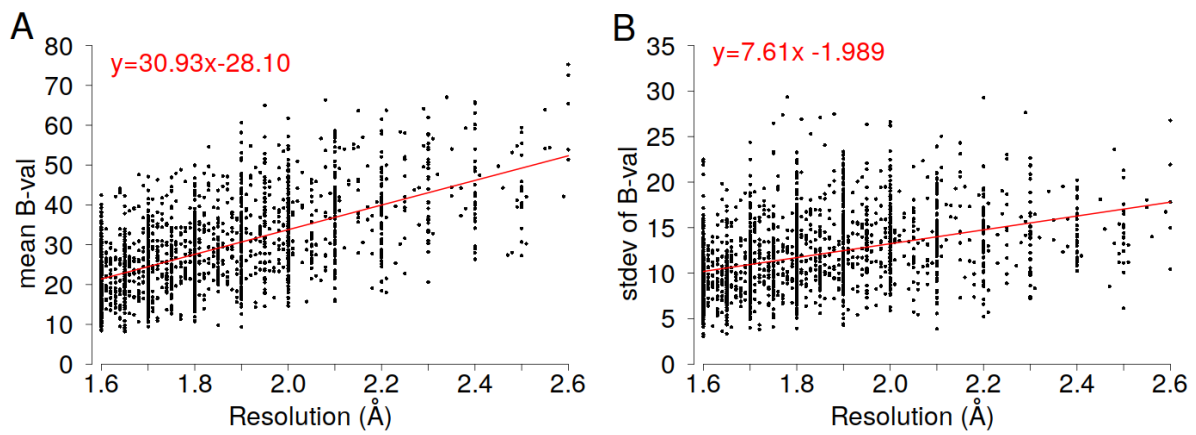 A
y=30.93x-28.10
mean B-val
80
70
60
50
40
30
20
10
0
1.6 1.8 2.0 2.2 2.4 2.6
Resolution (Å)
B
y=7.61x -1.989
stdev of B-val
35
30
25
20
15
10
5
0
1.6 1.8 2.0 2.2 2.4 2.6
Resolution (Å)